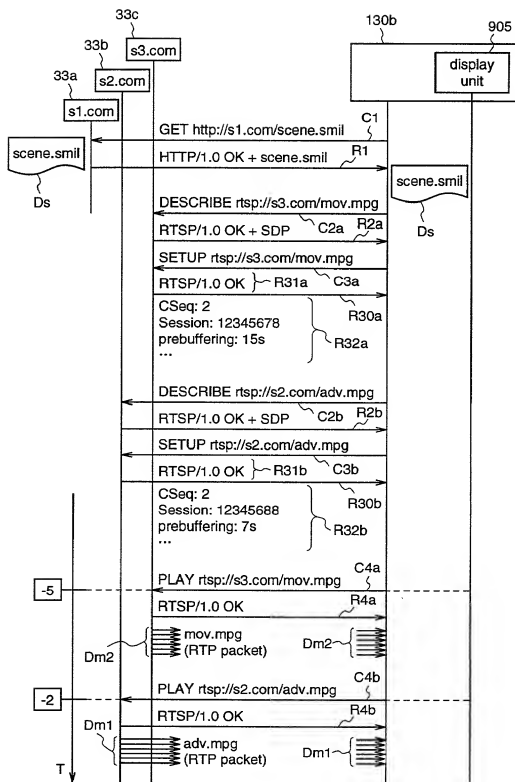 33c
130b
905
33b
s3.com
display
unit
33a
s2.com
s1.com
GET http://s1.com/scene.smil
C1
scene.smil
HTTP/1.0 OK + scene.smil
R1
scene.smil
Ds
Ds
DESCRIBE rtsp://s3.com/mov.mpg
C2a
R2a
RTSP/1.0 OK + SDP
SETUP rtsp://s3.com/mov.mpg
C3a
RTSP/1.0 OK
R31a
R30a
CSeq: 2
Session: 12345678
prebuffering: 15s
...
R32a
DESCRIBE rtsp://s2.com/adv.mpg
C2b
R2b
RTSP/1.0 OK + SDP
SETUP rtsp://s2.com/adv.mpg
C3b
RTSP/1.0 OK
R31b
R30b
CSeq: 2
Session: 12345688
prebuffering: 7s
...
R32b
C4a
-5
PLAY rtsp://s3.com/mov.mpg
R4a
RTSP/1.0 OK
Dm2
mov.mpg
(RTP packet)
Dm2
C4b
-2
PLAY rtsp://s2.com/adv.mpg
R4b
RTSP/1.0 OK
Dm1
adv.mpg
(RTP packet)
Dm1
T